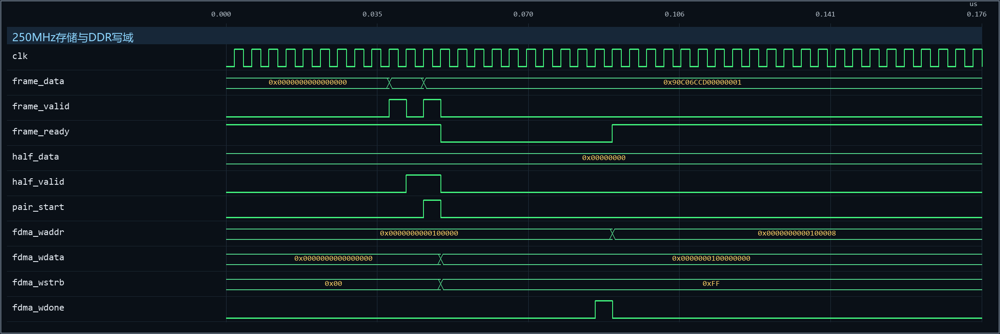 us
0.000 0.035 0.070 0.106 0.141 0.176
250MHz存储与DDR写域
clk
frame_data 0x0000000000000000 0x90C06CCD00000001
frame_valid
frame_ready
half_data 0x00000000
half_valid
pair_start
fdma_waddr 0x0000000000100000 0x0000000000100008
fdma_wdata 0x0000000000000000 0x0000000100000000
fdma_wstrb 0x00 0xFF
fdma_wdone